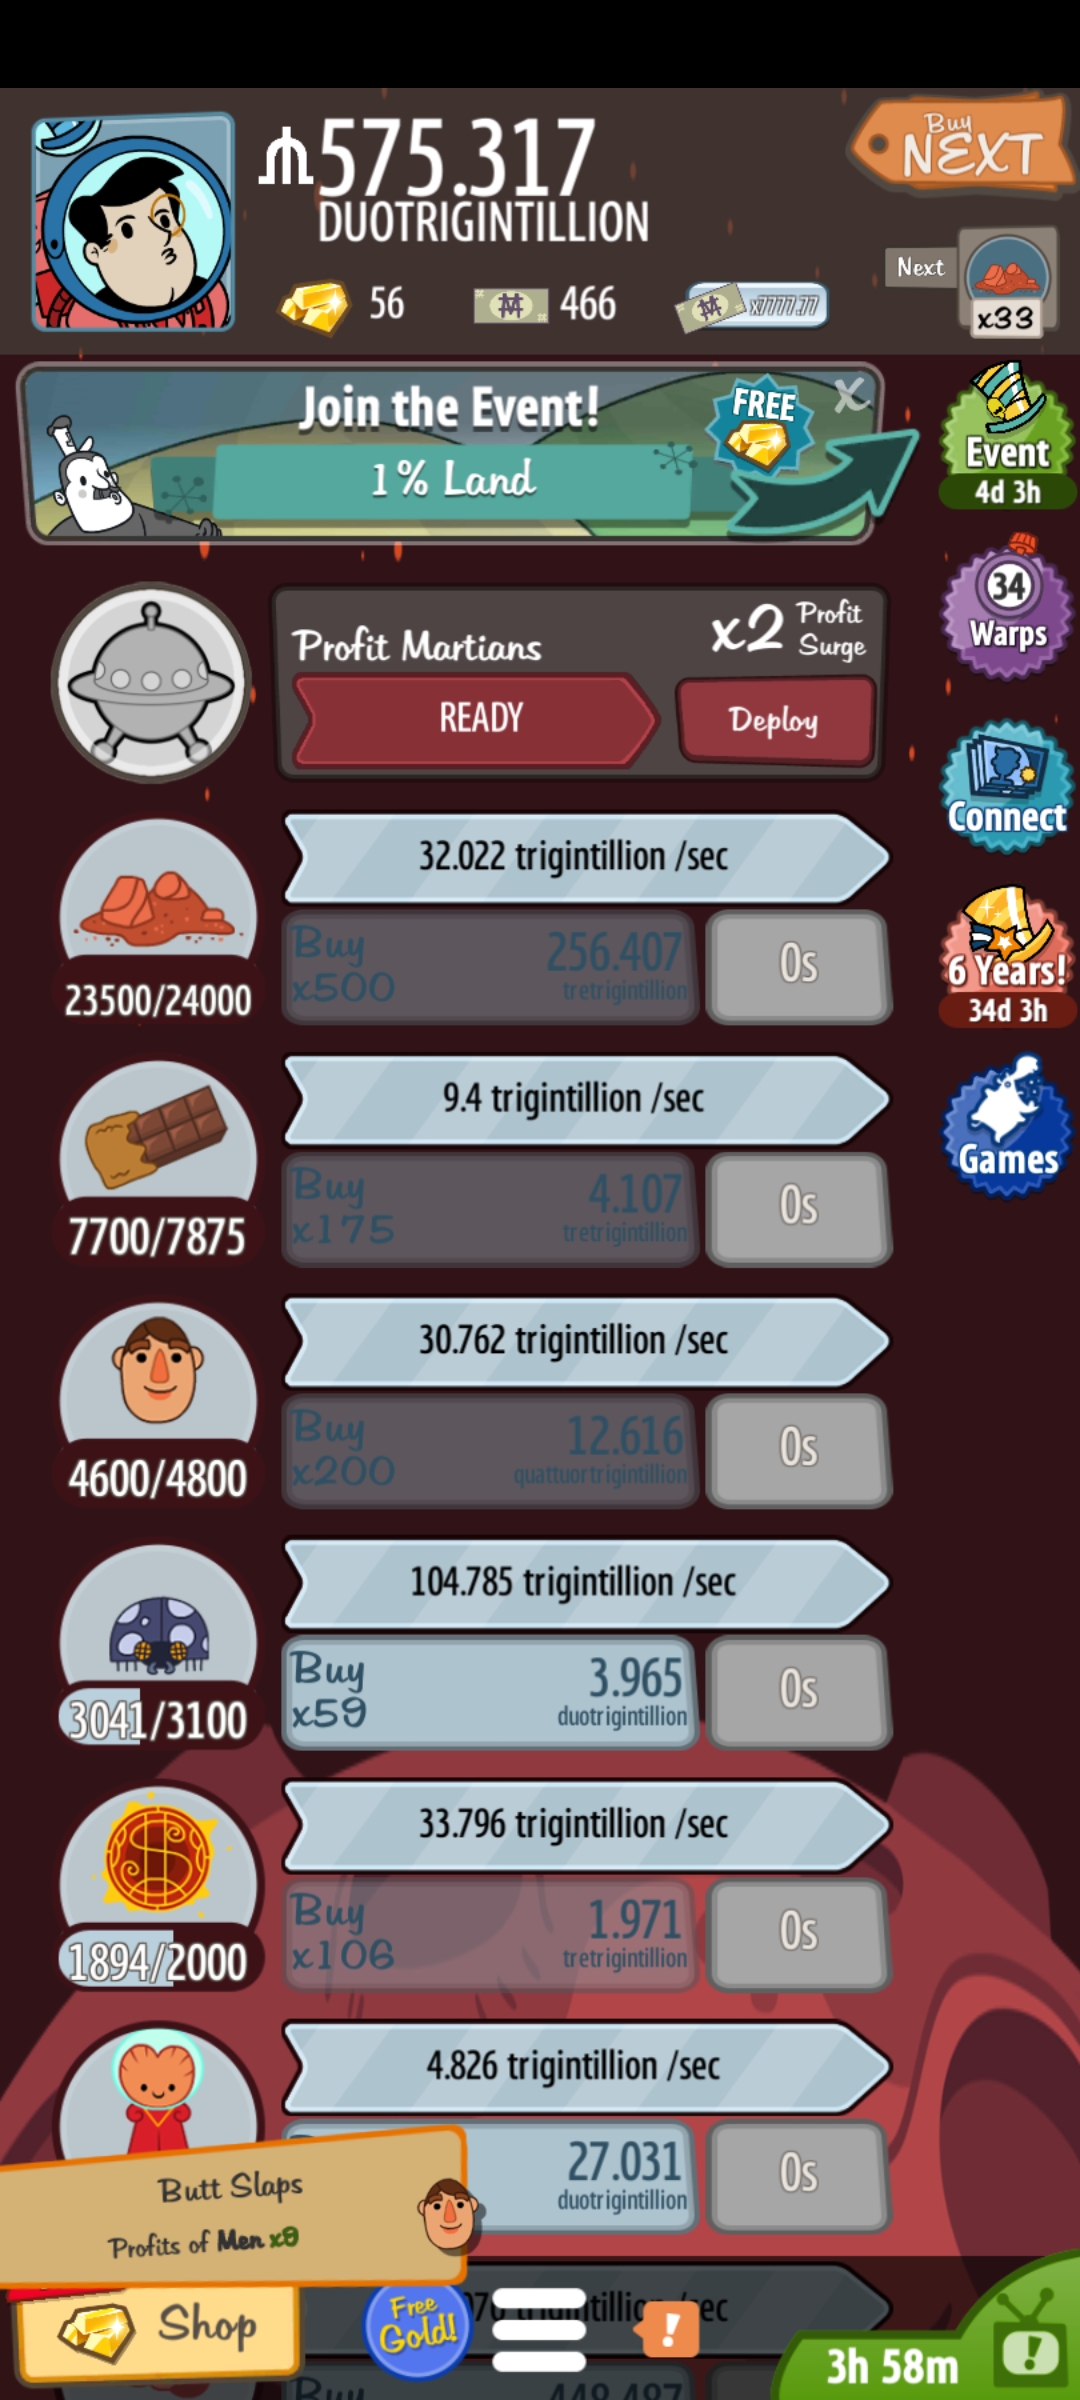 575.317
DUOTRIGINTILLION
Buy
NEXT
56
466
x7777.77
Next
x33
Join the Event!
1% Land
FREE
X
Event
4d 3h
34
Warps
Profit Martians
x2 Profit
Surge
READY
Deploy
Connect
32.022 trigintillion /sec
Buy
x500
256.407
tretrigintillion
0s
23500/24000
6 Years!
34d 3h
9.4 trigintillion /sec
Buy
x175
4.107
tretrigintillion
0s
7700/7875
Games
30.762 trigintillion /sec
Buy
x200
12.616
quattuortrigintillion
0s
4600/4800
104.785 trigintillion /sec
Buy
x59
3.965
duotrigintillion
0s
3041/3100
33.796 trigintillion /sec
Buy
x106
1.971
tretrigintillion
0s
1894/2000
4.826 trigintillion /sec
27.031
duotrigintillion
0s
Butt Slaps
Profits of Men x9
Shop
Free
Gold!
!
3h 58m
!
Buy
448.487